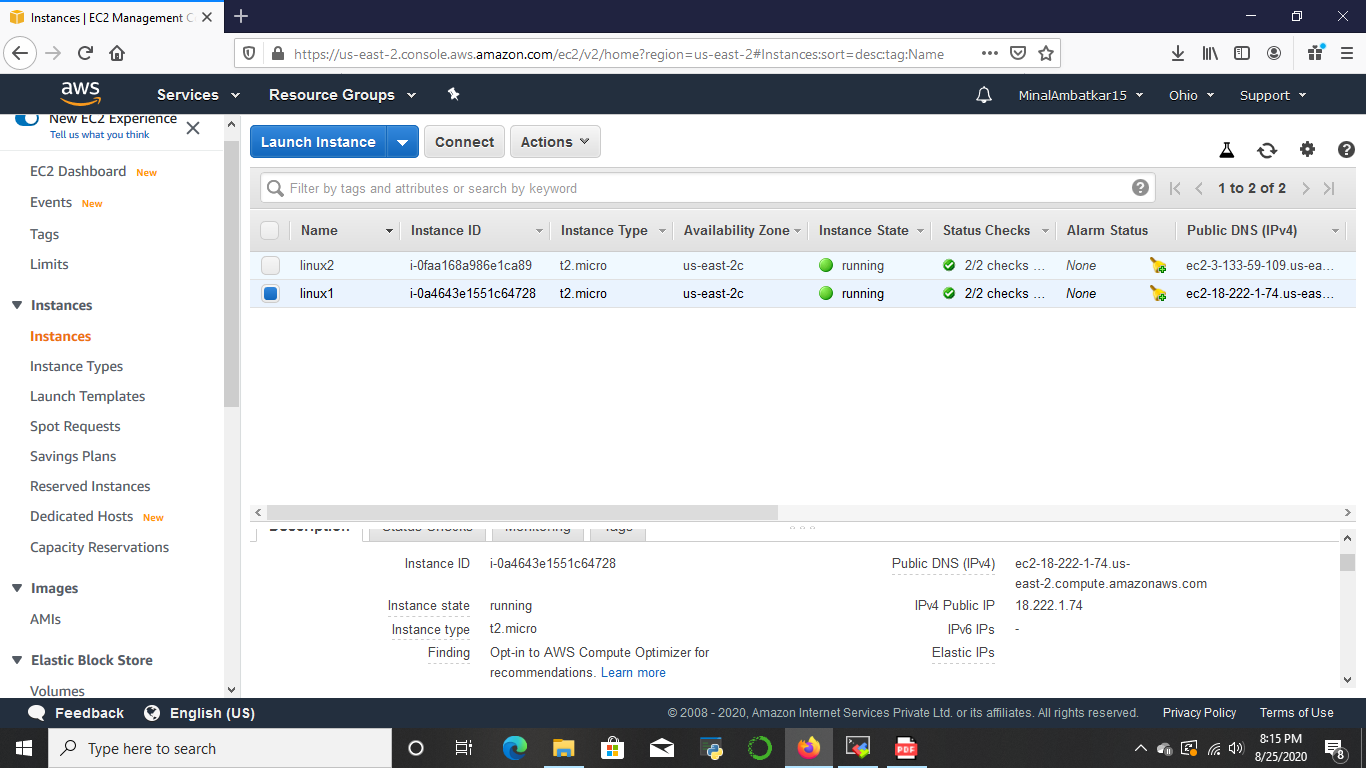 Instances | EC2 Management C
https://us-east-2.console.aws.amazon.com/ec2/v2/home?region=us-east-2#Instances:sort=desc:tag:Name
aws
Services
Resource Groups
MinalAmbatkar15
Ohio
Support
New EC2 Experience
Tell us what you think
EC2 Dashboard New
Events New
Tags
Limits
Instances
Instances
Instance Types
Launch Templates
Spot Requests
Savings Plans
Reserved Instances
Dedicated Hosts New
Capacity Reservations
Images
AMIs
Elastic Block Store
Volumes
Launch Instance
Connect
Actions
Filter by tags and attributes or search by keyword
1 to 2 of 2
Name Instance ID Instance Type Availability Zone Instance State Status Checks Alarm Status Public DNS (IPv4)
linux2 i-0faa168a986e1ca89 t2.micro us-east-2c running 2/2 checks ... None ec2-3-133-59-109.us-ea...
linux1 i-0a4643e1551c64728 t2.micro us-east-2c running 2/2 checks ... None ec2-18-222-1-74.us-eas...
Description Status Checks Monitoring Tags
Instance ID i-0a4643e1551c64728
Instance state running
Instance type t2.micro
Finding Opt-in to AWS Compute Optimizer for
recommendations. Learn more
Public DNS (IPv4) ec2-18-222-1-74.us-
east-2.compute.amazonaws.com
IPv4 Public IP 18.222.1.74
IPv6 IPs -
Elastic IPs
Feedback
English (US)
© 2008 - 2020, Amazon Internet Services Private Ltd. or its affiliates. All rights reserved.
Privacy Policy
Terms of Use
Type here to search
PDF
8:15 PM
8/25/2020
8